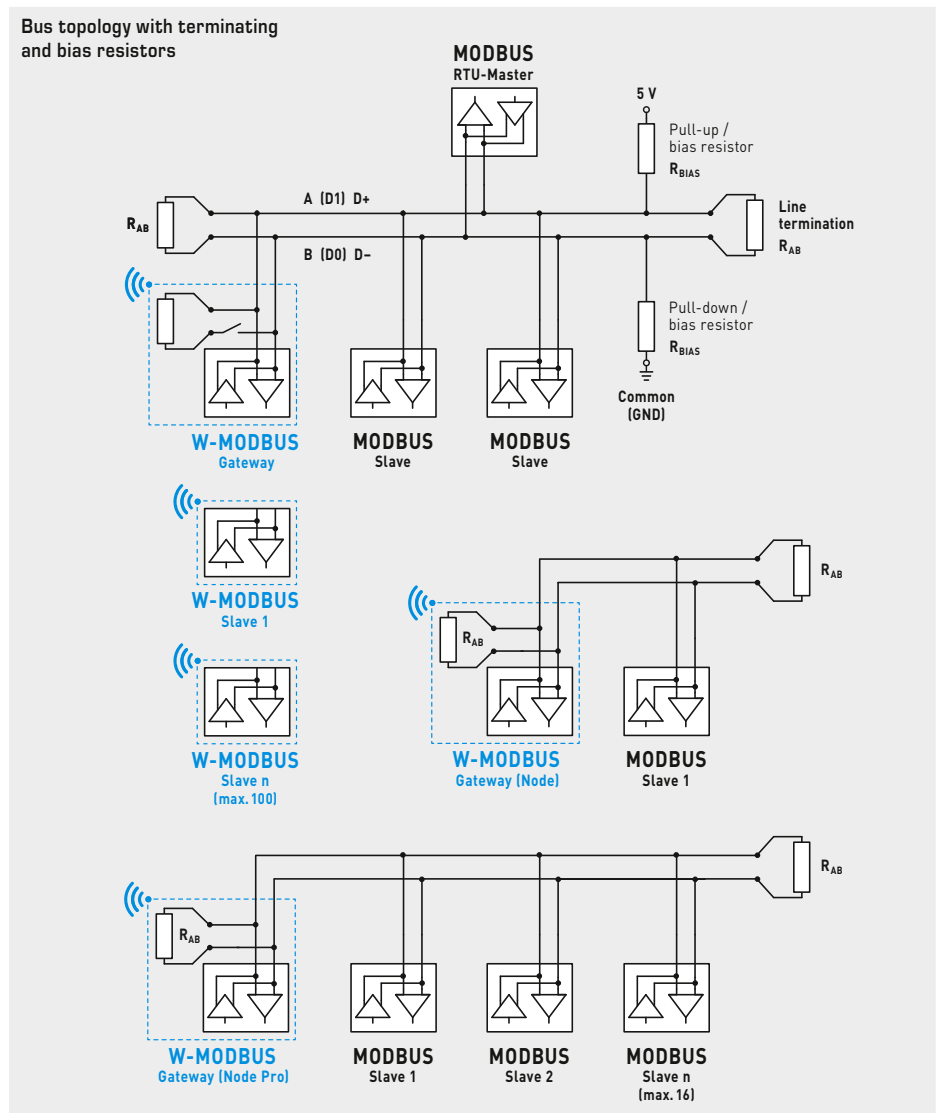 Bus topology with terminating
and bias resistors
MODBUS
RTU-Master
5 V
Pull-up /
bias resistor
RBIAS
A (D1) D+
RAB
Line
termination
RAB
B (D0) D–
Pull-down /
bias resistor
RBIAS
Common
(GND)
W-MODBUS
Gateway
MODBUS
Slave
MODBUS
Slave
W-MODBUS
Slave 1
RAB
RAB
W-MODBUS
Slave n
(max. 100)
W-MODBUS
Gateway (Node)
MODBUS
Slave 1
RAB
RAB
W-MODBUS
Gateway (Node Pro)
MODBUS
Slave 1
MODBUS
Slave 2
MODBUS
Slave n
(max. 16)